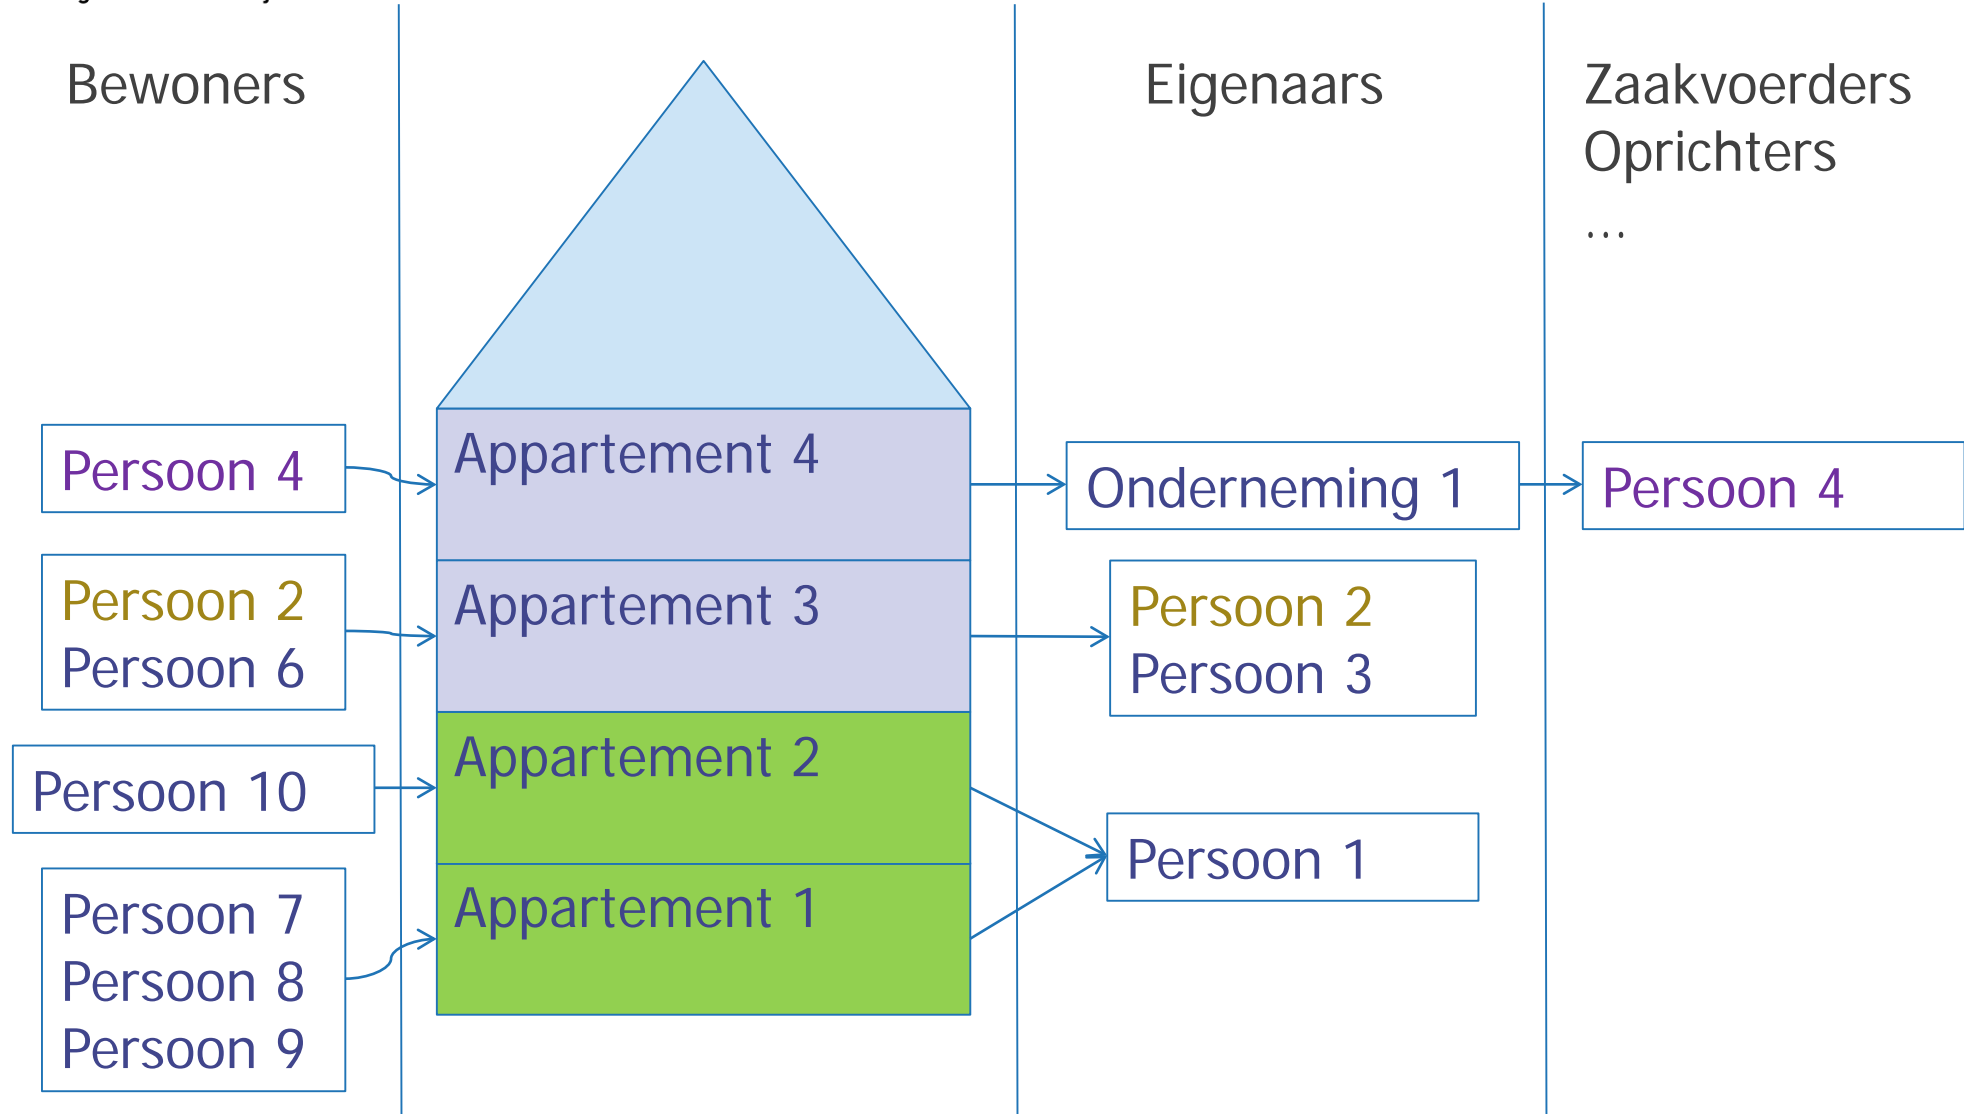 Bewoners
Eigenaars
Zaakvoerders
Oprichters
...
Persoon 4
Appartement 4
Onderneming 1
Persoon 4
Persoon 2
Persoon 6
Appartement 3
Persoon 2
Persoon 3
Persoon 10
Appartement 2
Persoon 1
Persoon 7
Persoon 8
Persoon 9
Appartement 1